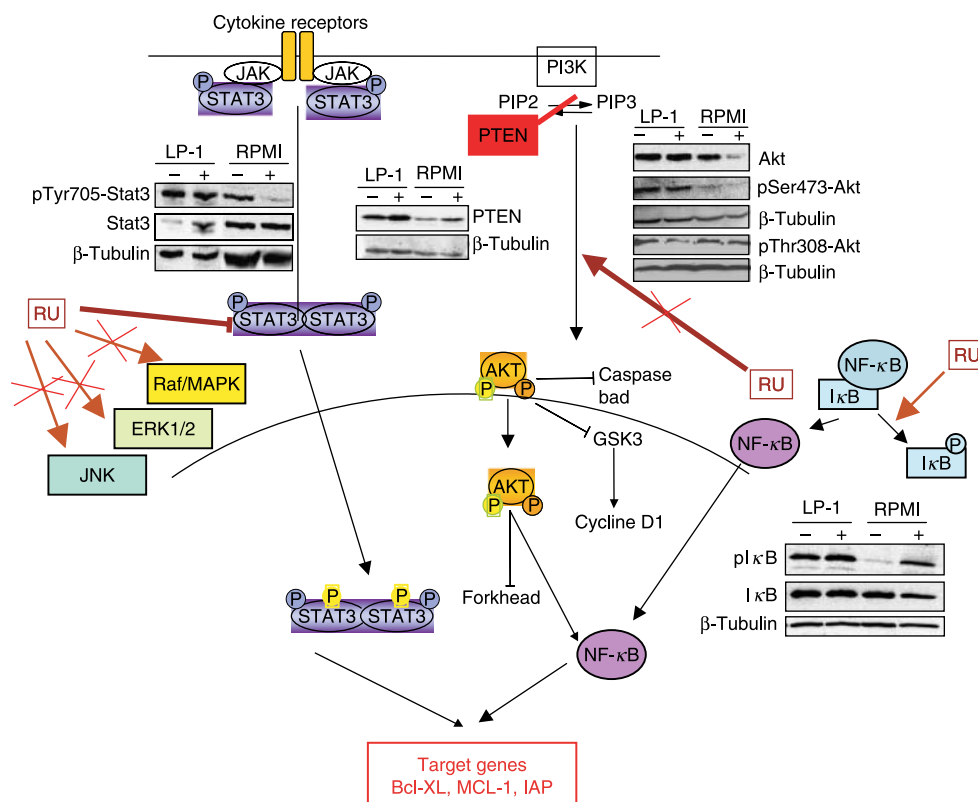 Cytokine receptors
JAK
JAK
P
STAT3
P
STAT3
PI3K
PIP2
PIP3
PTEN
LP-1
RPMI
– + – +
pTyr705-Stat3
Stat3
β-Tubulin
LP-1
RPMI
– + – +
PTEN
β-Tubulin
LP-1
RPMI
– + – +
Akt
pSer473-Akt
β-Tubulin
pThr308-Akt
β-Tubulin
RU
P
STAT3
STAT3
P
Raf/MAPK
ERK1/2
JNK
AKT
P
P
Caspase
bad
GSK3
Cycline D1
AKT
P
P
Forkhead
RU
RU
NF-κB
IκB
NF-κB
P
IκB
LP-1
RPMI
– + – +
pIκB
IκB
β-Tubulin
P
P
P
P
STAT3
STAT3
NF-κB
Target genes
Bcl-XL, MCL-1, IAP